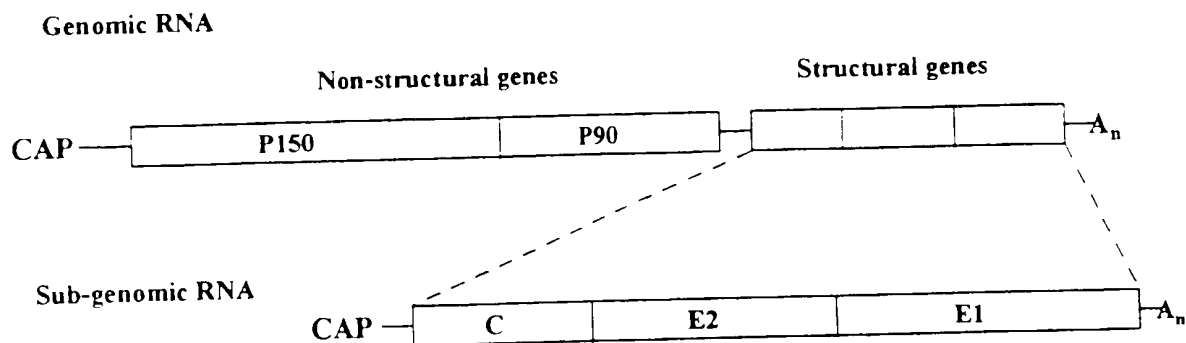 Genomic RNA
Non-structural genes Structural genes
CAP P150 P90 Aₙ
Sub-genomic RNA
CAP C E2 E1 Aₙ